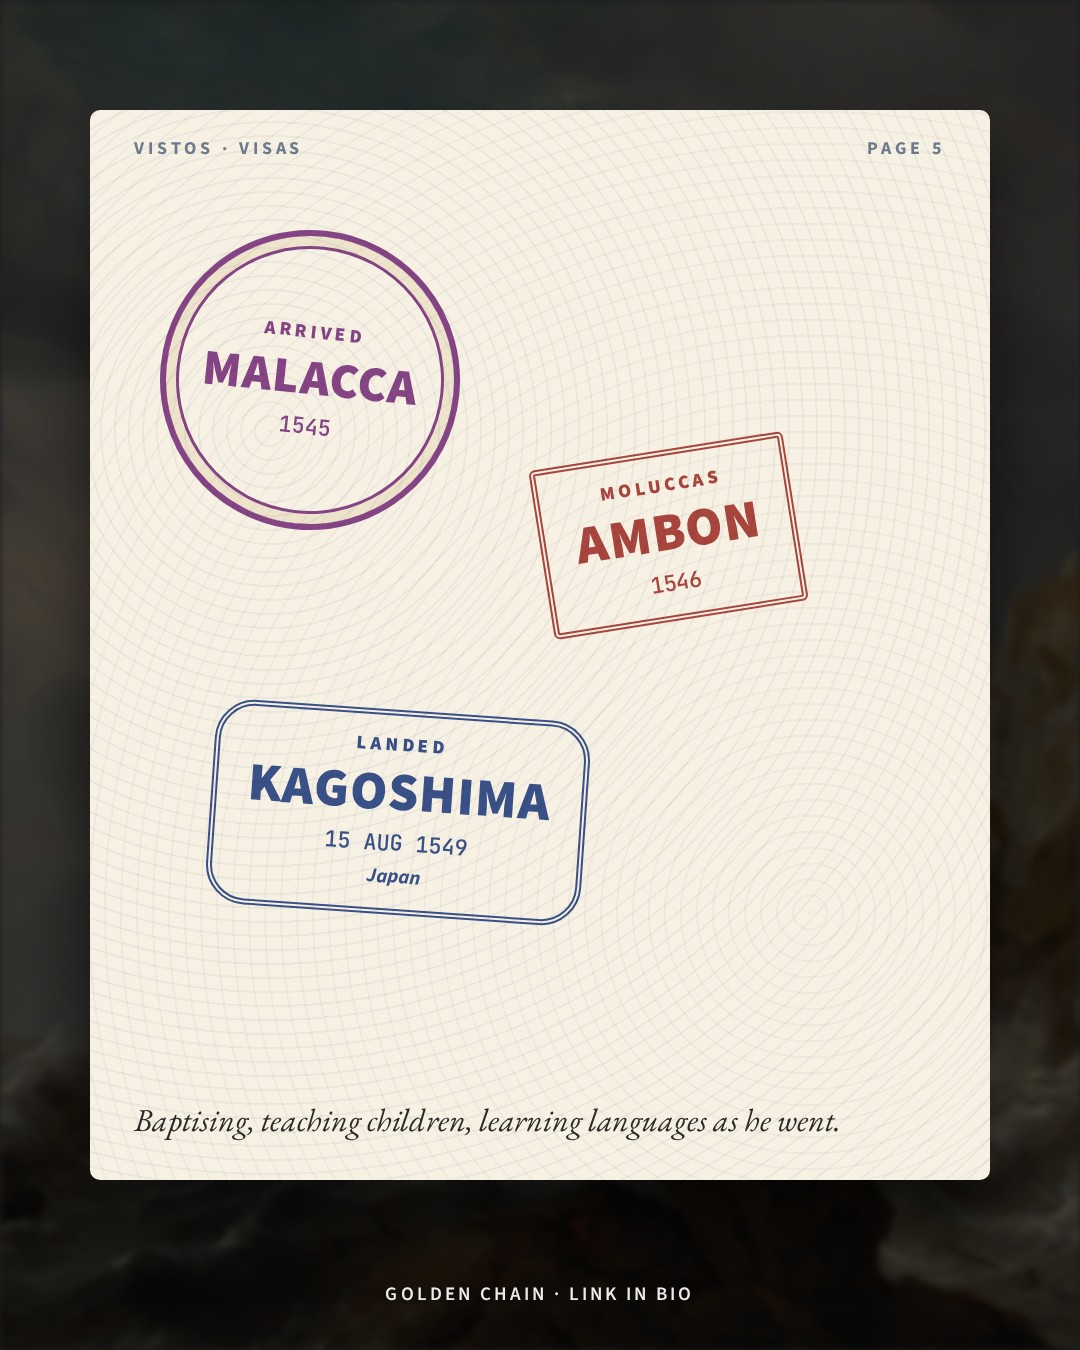 VISTOS · VISAS
PAGE 5
ARRIVED
MALACCA
1545
MOLUCCAS
AMBON
1546
LANDED
KAGOSHIMA
15 AUG 1549
Japan
Baptising, teaching children, learning languages as he went.
GOLDEN CHAIN · LINK IN BIO